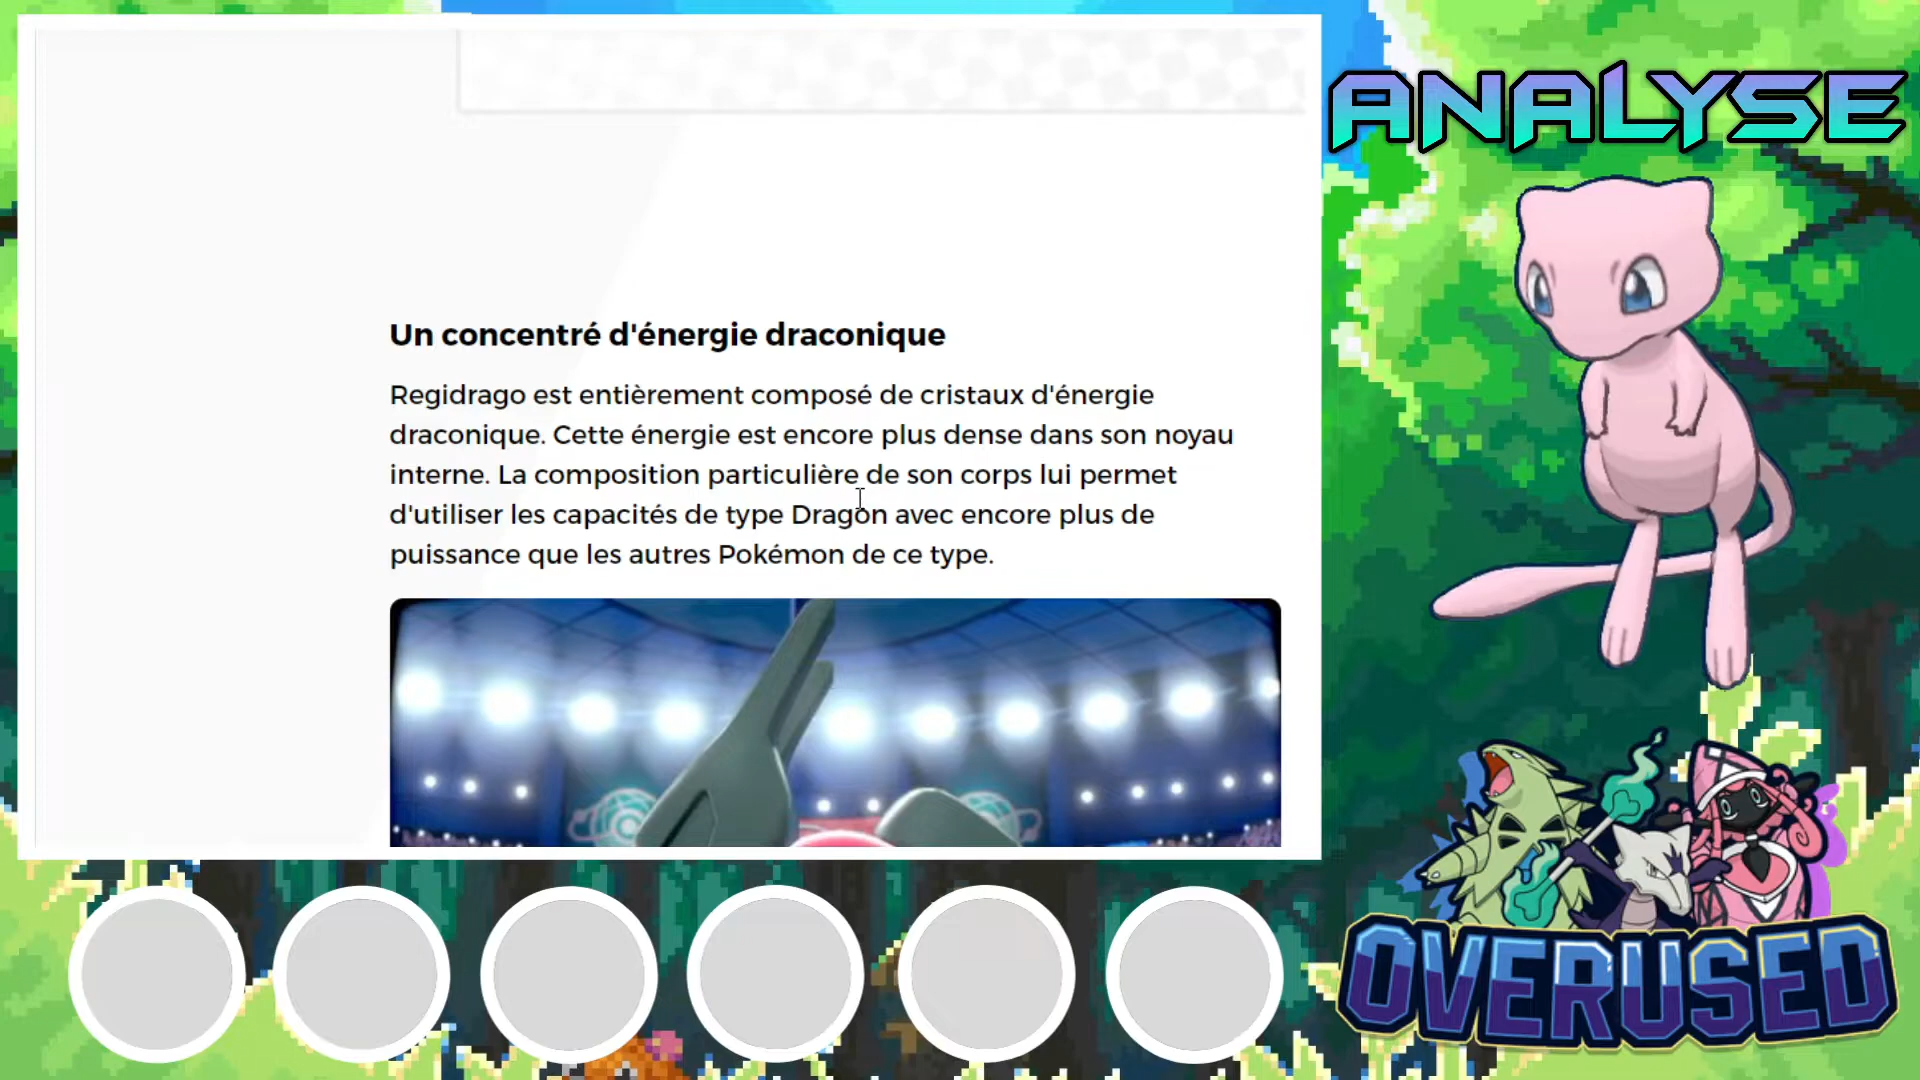 ANALYSE
Un concentré d'énergie draconique
Regidrago est entièrement composé de cristaux d'énergie
draconique. Cette énergie est encore plus dense dans son noyau
interne. La composition particulière de son corps lui permet
d'utiliser les capacités de type Dragon avec encore plus de
puissance que les autres Pokémon de ce type.
OVERUSED